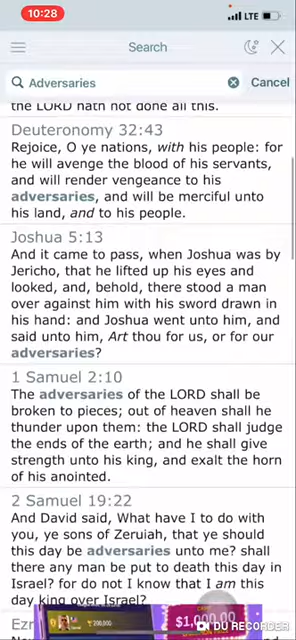 10:28
LTE
Search
Adversaries
Cancel
the LORD hath not done all this.
Deuteronomy 32:43
Rejoice, O ye nations, with his people: for
he will avenge the blood of his servants,
and will render vengeance to his
adversaries, and will be merciful unto
his land, and to his people.
Joshua 5:13
And it came to pass, when Joshua was by
Jericho, that he lifted up his eyes and
looked, and, behold, there stood a man
over against him with his sword drawn in
his hand: and Joshua went unto him, and
said unto him, Art thou for us, or for our
adversaries?
1 Samuel 2:10
The adversaries of the LORD shall be
broken to pieces; out of heaven shall he
thunder upon them: the LORD shall judge
the ends of the earth; and he shall give
strength unto his king, and exalt the horn
of his anointed.
2 Samuel 19:22
And David said, What have I to do with
you, ye sons of Zeruiah, that ye should
this day be adversaries unto me? shall
there any man be put to death this day in
Israel? for do not I know that I am this
day king over Israel?
$1,000.00
DU RECORDER